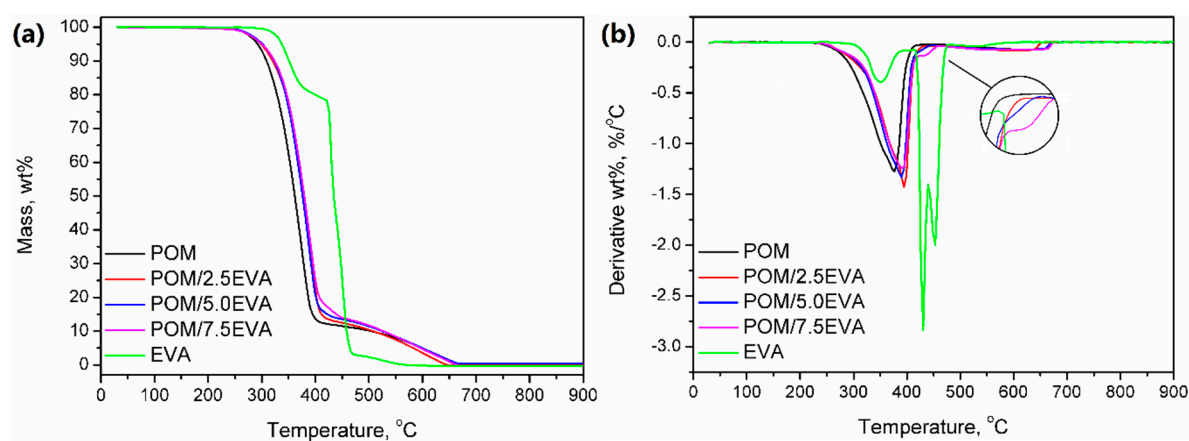 (a)
100
90
80
70
60
50
40
30
20
10
0
Mass, wt%
POM
POM/2.5EVA
POM/5.0EVA
POM/7.5EVA
EVA
0 100 200 300 400 500 600 700 800 900
Temperature, °C
(b)
0.0
-0.5
-1.0
-1.5
-2.0
-2.5
-3.0
Derivative wt%, %/°C
POM
POM/2.5EVA
POM/5.0EVA
POM/7.5EVA
EVA
0 100 200 300 400 500 600 700 800 900
Temperature, °C